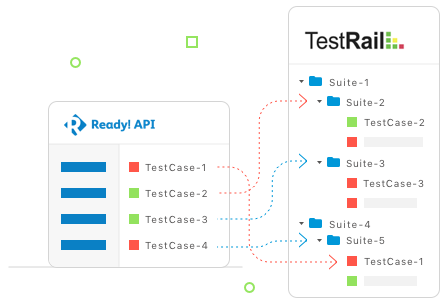 TestRail
Suite-1
Suite-2
TestCase-2
Suite-3
TestCase-3
Suite-4
Suite-5
TestCase-1
Ready! API
TestCase-1
TestCase-2
TestCase-3
TestCase-4